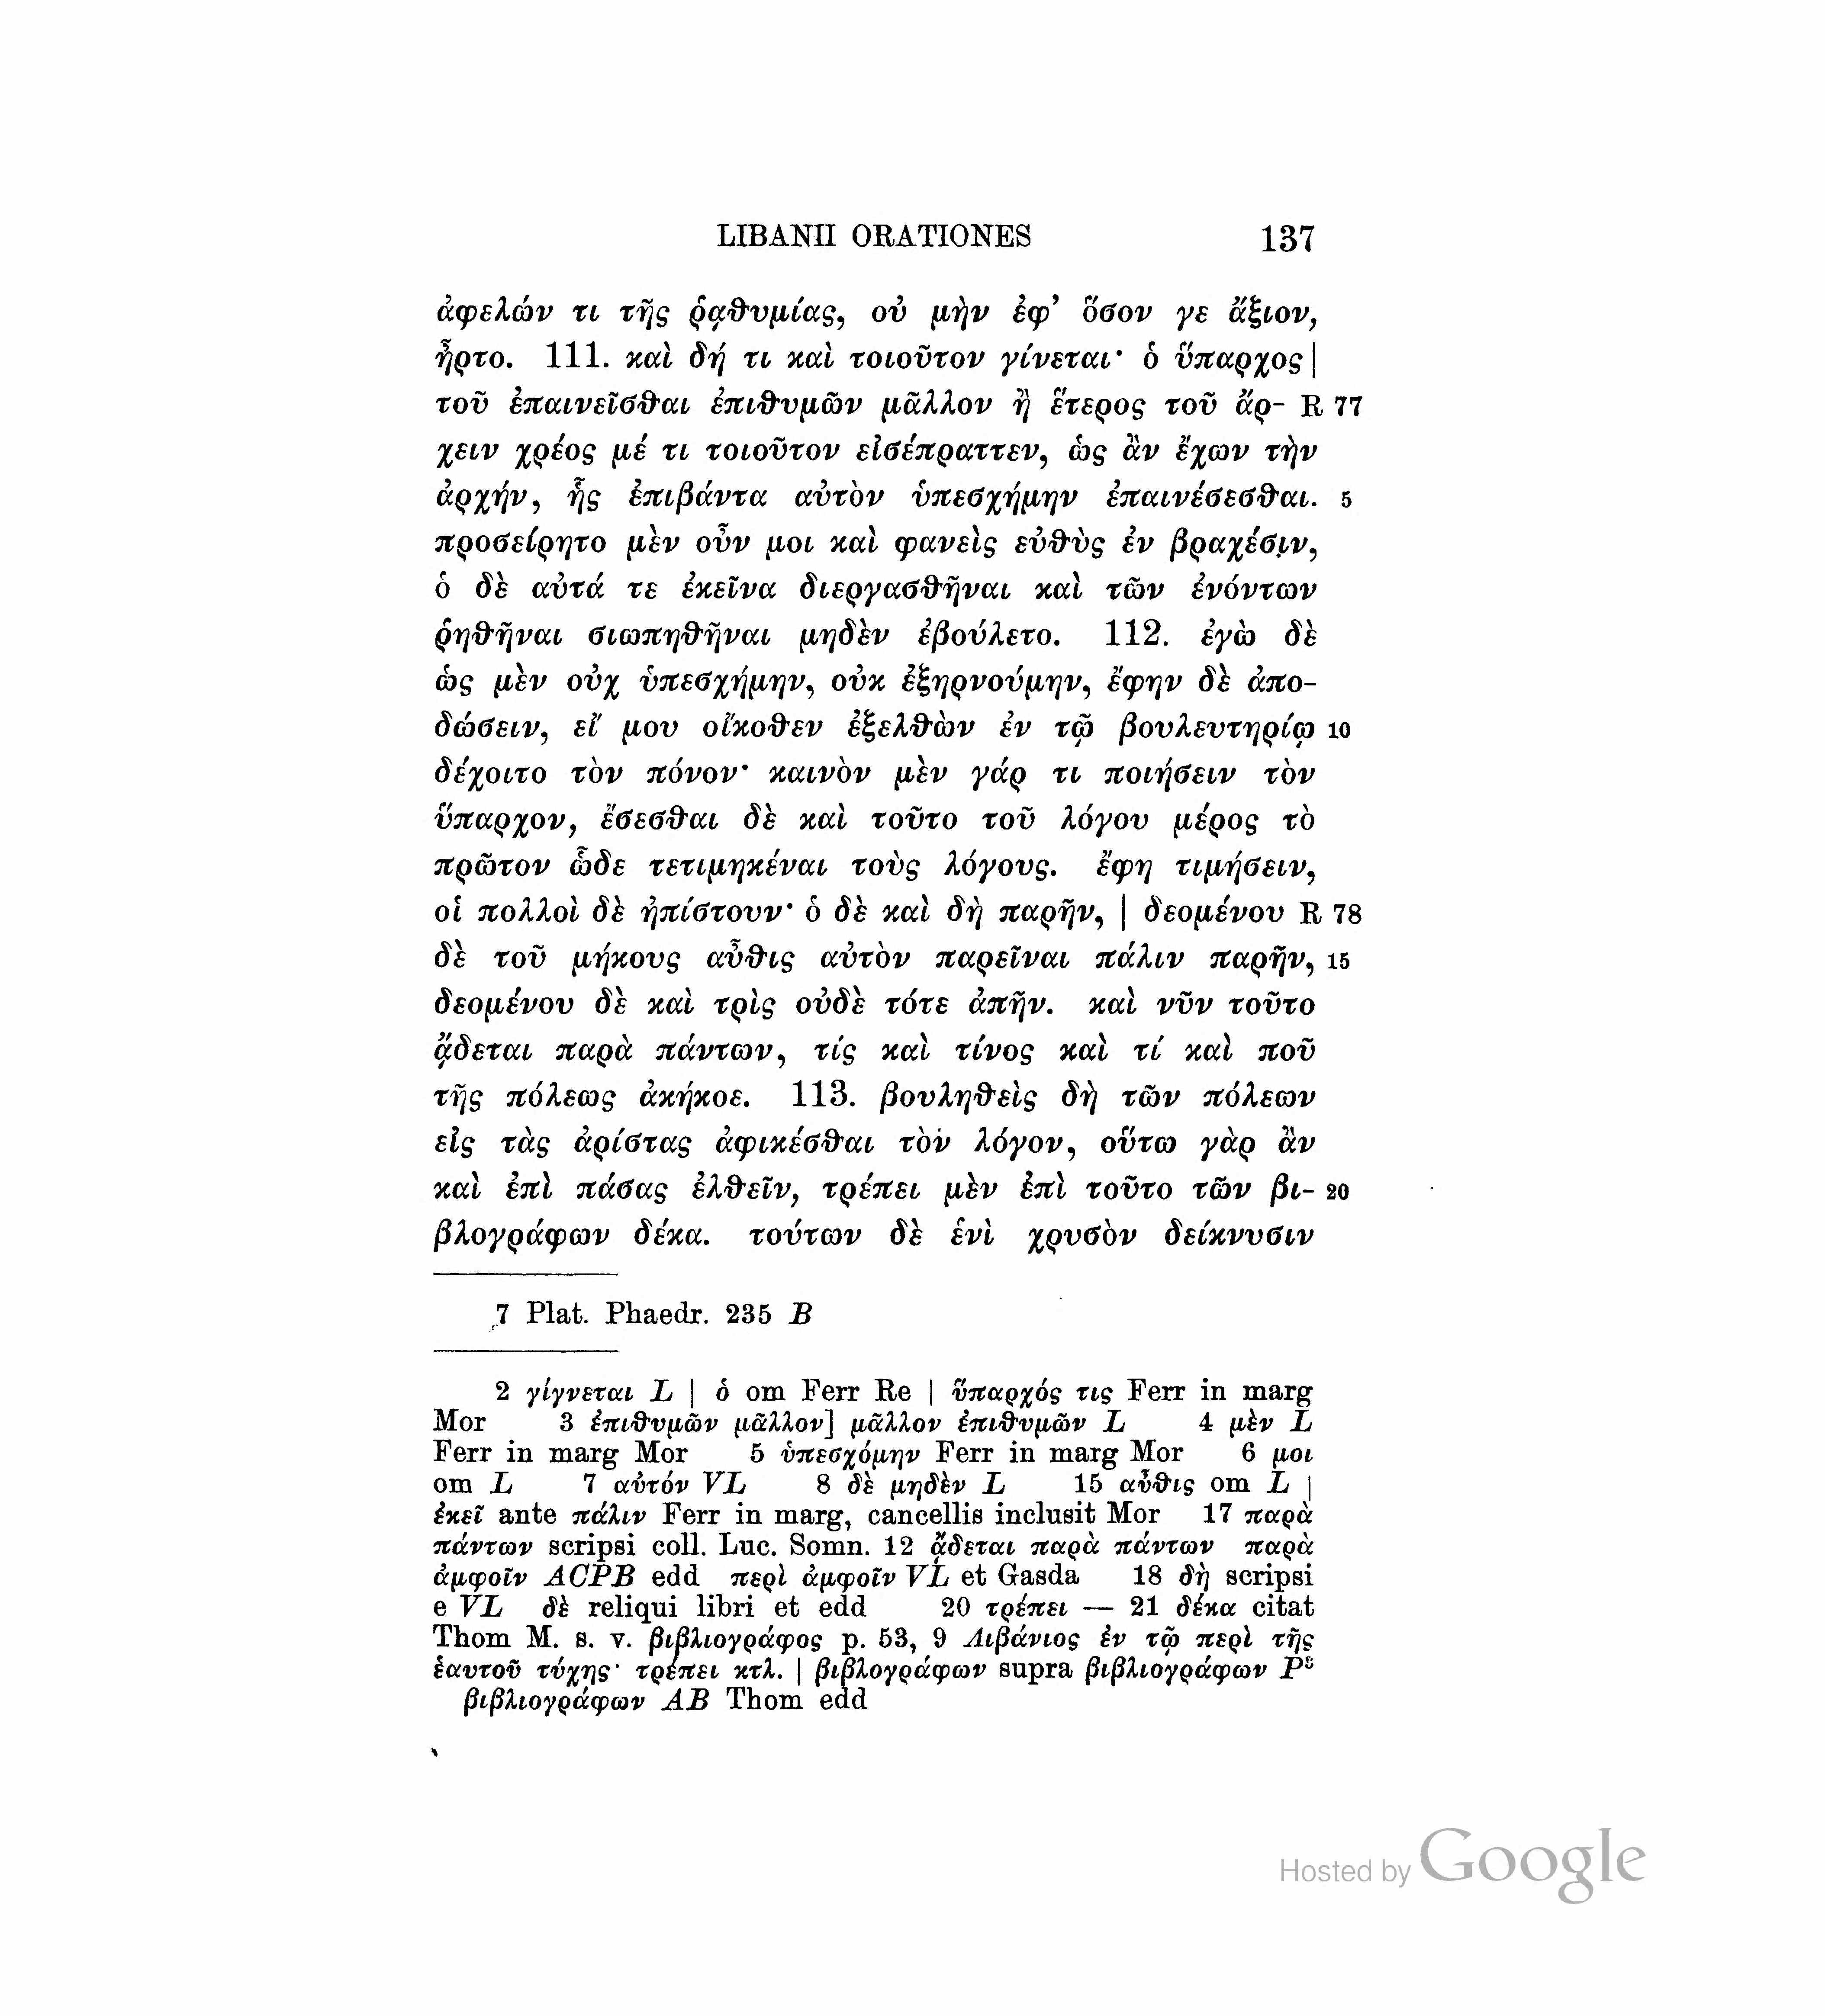 LIBANII ORATIONES 137
ἀφελών τι τῆς ῥᾳθυμίας, οὐ μὴν ἐφ’ ὅσον γε ἄξιον,
ἦρτο. 111. καὶ δή τι καὶ τοιοῦτον γίνεται· ὁ ὕπαρχος |
τοῦ ἐπαινεῖσθαι ἐπιθυμῶν μᾶλλον ἢ ἕτερος τοῦ ἄρ- R 77
χειν χρέος μέ τι τοιοῦτον εἰσέπραττεν, ὡς ἂν ἔχων τὴν
ἀρχήν, ἧς ἐπιβάντα αὐτὸν ὑπεσχήμην ἐπαινέσεσθαι. 5
προσείρητο μὲν οὖν μοι καὶ φανεὶς εὐθὺς ἐν βραχέσιν,
ὁ δὲ αὐτά τε ἐκεῖνα διεργασθῆναι καὶ τῶν ἐνόντων
ῥηθῆναι σιωπηθῆναι μηδὲν ἐβούλετο. 112. ἐγὼ δὲ
ὡς μὲν οὐχ ὑπεσχήμην, οὐκ ἐξηρνούμην, ἔφην δὲ ἀπο-
δώσειν, εἴ μου οἴκοθεν ἐξελθὼν ἐν τῷ βουλευτηρίῳ 10
δέχοιτο τὸν πόνον· καινὸν μὲν γάρ τι ποιήσειν τὸν
ὕπαρχον, ἔσεσθαι δὲ καὶ τοῦτο τοῦ λόγου μέρος τὸ
πρῶτον ὧδε τετιμηκέναι τοὺς λόγους. ἔφη τιμήσειν,
οἱ πολλοὶ δὲ ἠπίστουν· ὁ δὲ καὶ δὴ παρῆν, | δεομένου R 78
δὲ τοῦ μήκους αὖθις αὐτὸν παρεῖναι πάλιν παρῆν, 15
δεομένου δὲ καὶ τρὶς οὐδὲ τότε ἀπῆν. καὶ νῦν τοῦτο
ᾄδεται παρὰ πάντων, τίς καὶ τίνος καὶ τί καὶ ποῦ
τῆς πόλεως ἀκήκοε. 113. βουληθεὶς δὴ τῶν πόλεων
εἰς τὰς ἀρίστας ἀφικέσθαι τὸν λόγον, οὕτω γὰρ ἂν
καὶ ἐπὶ πάσας ἐλθεῖν, τρέπει μὲν ἐπὶ τοῦτο τῶν βι- 20
βλογράφων δέκα. τούτων δὲ ἑνὶ χρυσὸν δείκνυσιν
7 Plat. Phaedr. 235 B
2 γίγνεται L | ὁ om Ferr Re | ὕπαρχός τις Ferr in marg
Mor 3 ἐπιθυμῶν μᾶλλον] μᾶλλον ἐπιθυμῶν L 4 μὲν L
Ferr in marg Mor 5 ὑπεσχόμην Ferr in marg Mor 6 μοι
om L 7 αὐτόν VL 8 δὲ μηδὲν L 15 αὖθις om L |
ἐκεῖ ante πάλιν Ferr in marg, cancellis inclusit Mor 17 παρὰ
πάντων scripsi coll. Luc. Somn. 12 ᾄδεται παρὰ πάντων παρὰ
ἀμφοῖν ACPB edd περὶ ἀμφοῖν VL et Gasda 18 δὴ scripsi
e VL δὲ reliqui libri et edd 20 τρέπει — 21 δέκα citat
Thom M. s. v. βιβλιογράφος p. 53, 9 Λιβάνιος ἐν τῷ περὶ τῆς
ἑαυτοῦ τύχης· τρέπει κτλ. | βιβλογράφων supra βιβλιογράφων P⁵
βιβλιογράφων AB Thom edd
Hosted by Google